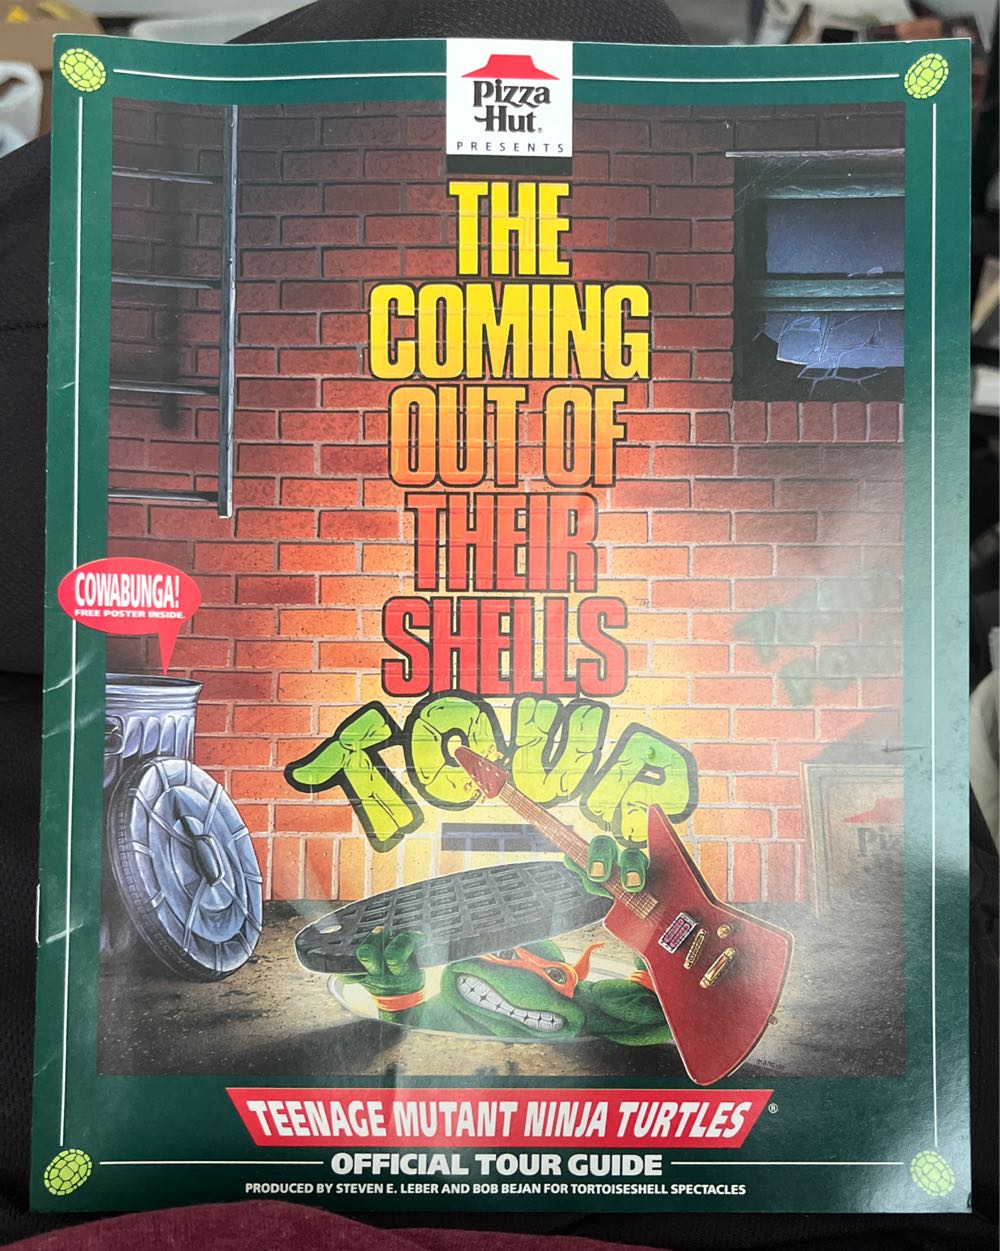 Pizza
Hut®
PRESENTS
THE
COMING
OUT OF
THEIR
SHELLS™
TOUR
COWABUNGA!
FREE POSTER INSIDE
TEENAGE MUTANT NINJA TURTLES®
OFFICIAL TOUR GUIDE
PRODUCED BY STEVEN E. LEBER AND BOB BEJAN FOR TORTOISESHELL SPECTACLES